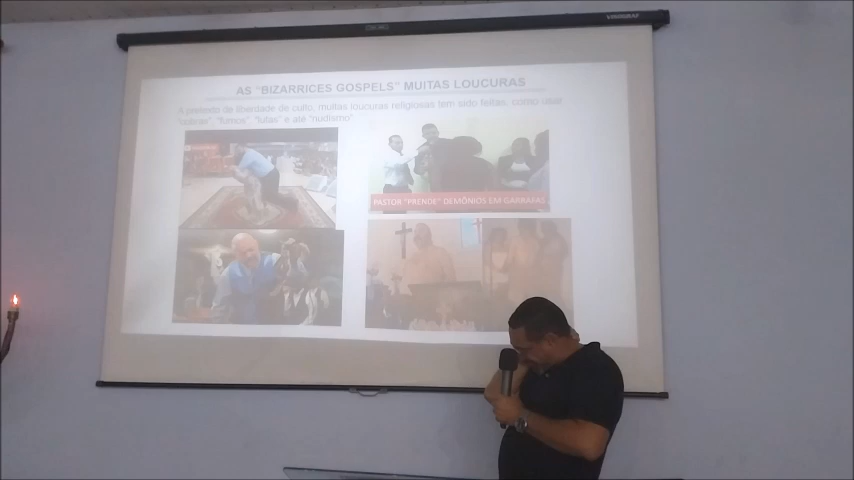 AS "BIZARRICES GOSPELS" MUITAS LOUCURAS
A pretexto de liberdade de culto, muitas loucuras religiosas tem sido feitas, como usar
"fumos", "lutas" e até "nudismo"
PASTOR "PRENDE" DEMÔNIOS EM GARRAFAS